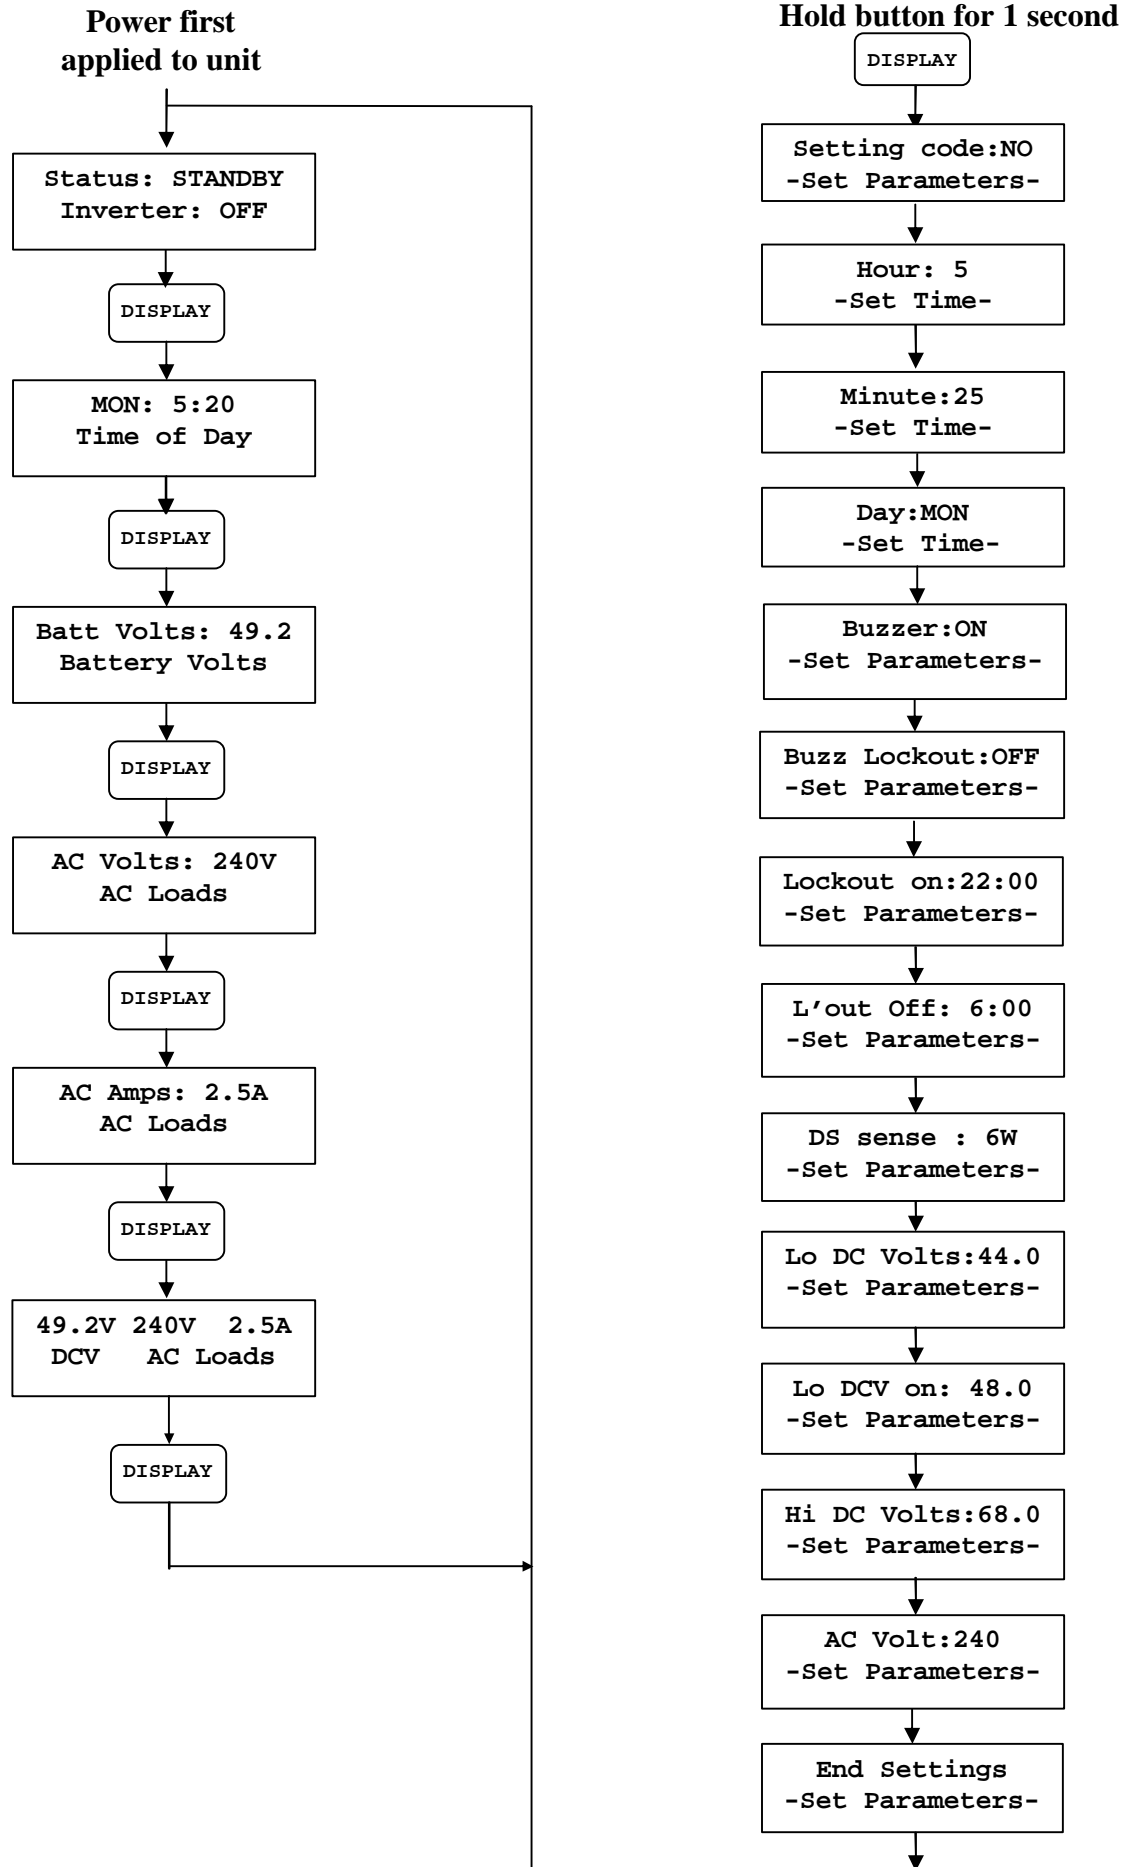 Power first
applied to unit
Status: STANDBY
Inverter: OFF
DISPLAY
MON: 5:20
Time of Day
DISPLAY
Batt Volts: 49.2
Battery Volts
DISPLAY
AC Volts: 240V
AC Loads
DISPLAY
AC Amps: 2.5A
AC Loads
DISPLAY
49.2V 240V 2.5A
DCV AC Loads
DISPLAY
Hold button for 1 second
DISPLAY
Setting code:NO
-Set Parameters-
Hour: 5
-Set Time-
Minute:25
-Set Time-
Day:MON
-Set Time-
Buzzer:ON
-Set Parameters-
Buzz Lockout:OFF
-Set Parameters-
Lockout on:22:00
-Set Parameters-
L’out Off: 6:00
-Set Parameters-
DS sense : 6W
-Set Parameters-
Lo DC Volts:44.0
-Set Parameters-
Lo DCV on: 48.0
-Set Parameters-
Hi DC Volts:68.0
-Set Parameters-
AC Volt:240
-Set Parameters-
End Settings
-Set Parameters-